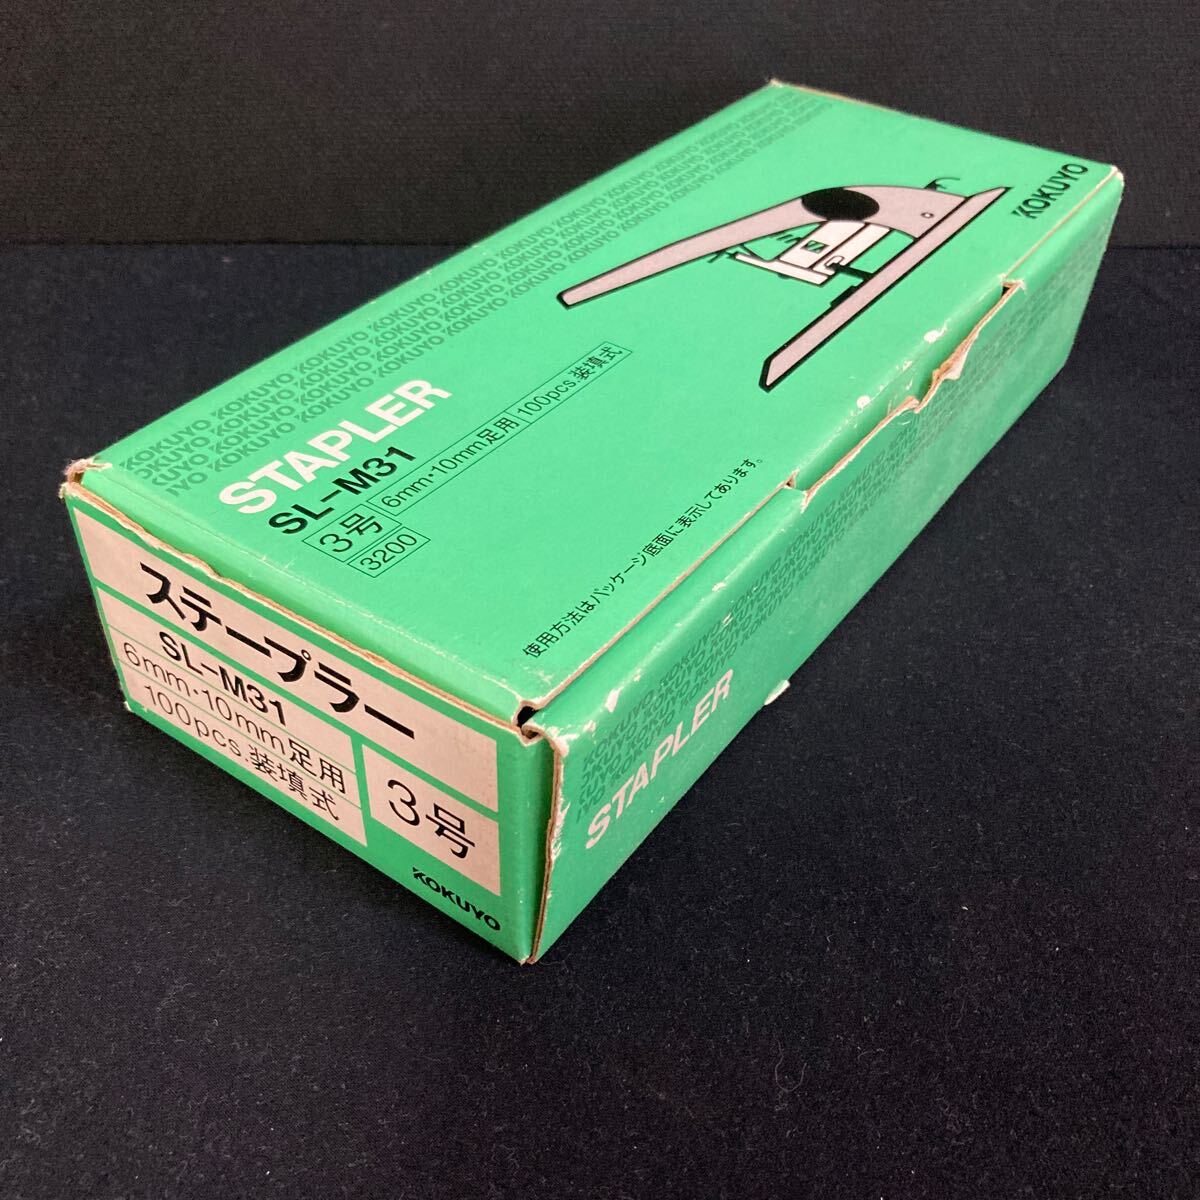 KOKUYO
STAPLER
SL-M31
3号 6mm・10mm足用 100pcs.装填式
3200
使用方法はパッケージ底面に表示してあります。
ステープラー
SL-M31
6mm・10mm足用
100pcs.装填式
3号
KOKUYO
STAPLER